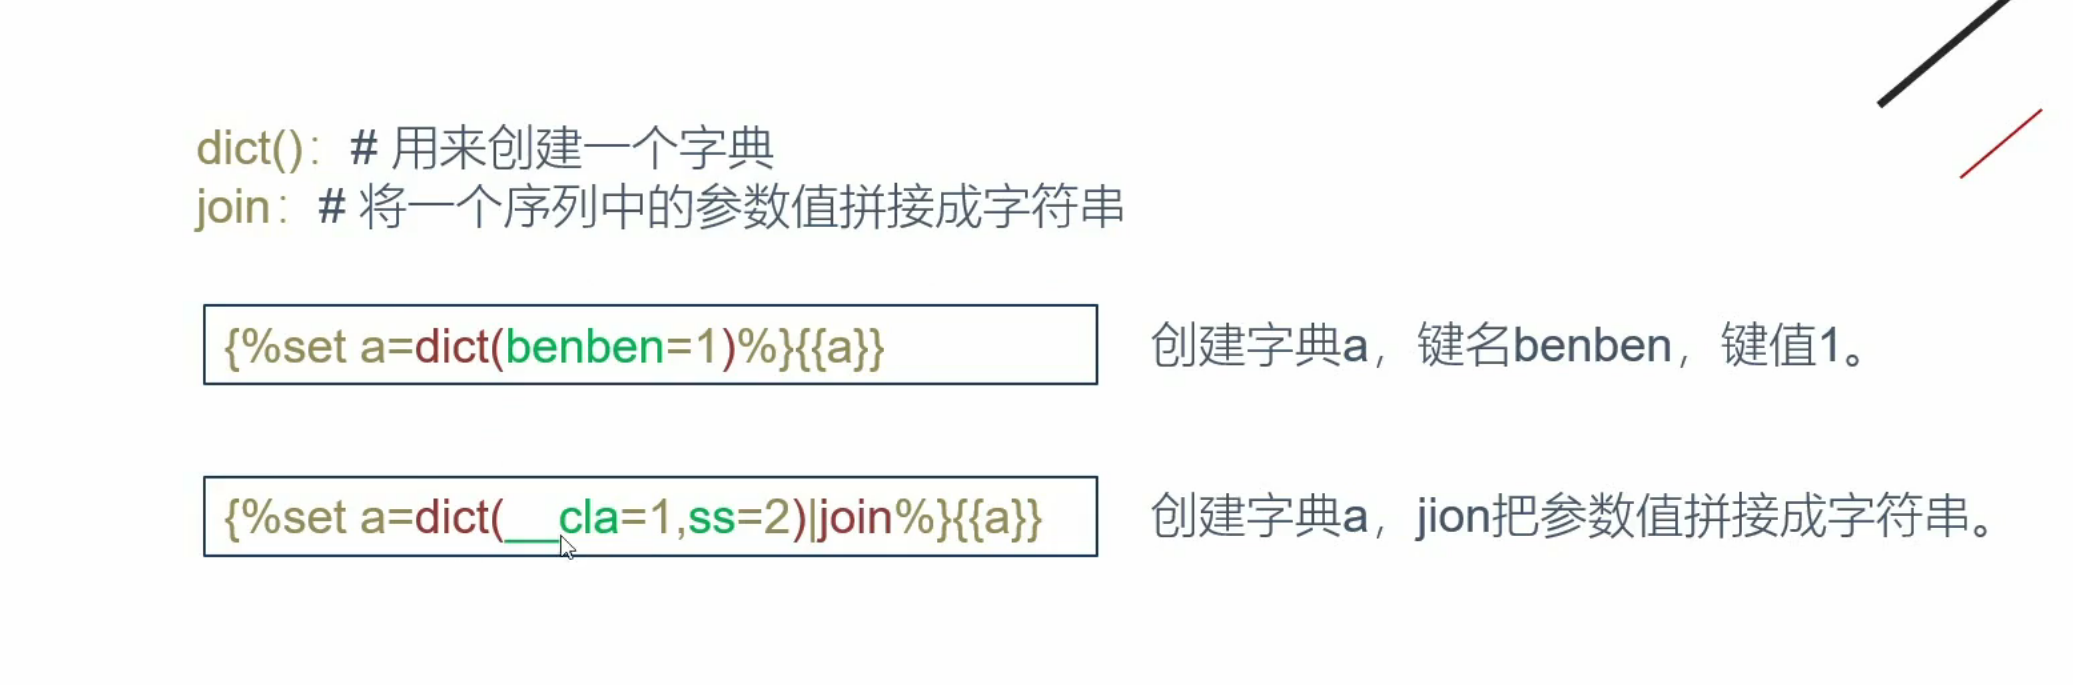 dict()：# 用来创建一个字典
join：# 将一个序列中的参数值拼接成字符串
{%set a=dict(benben=1)%}{{a}}
创建字典a，键名benben，键值1。
{%set a=dict(__cla=1,ss=2)|join%}{{a}}
创建字典a，jion把参数值拼接成字符串。